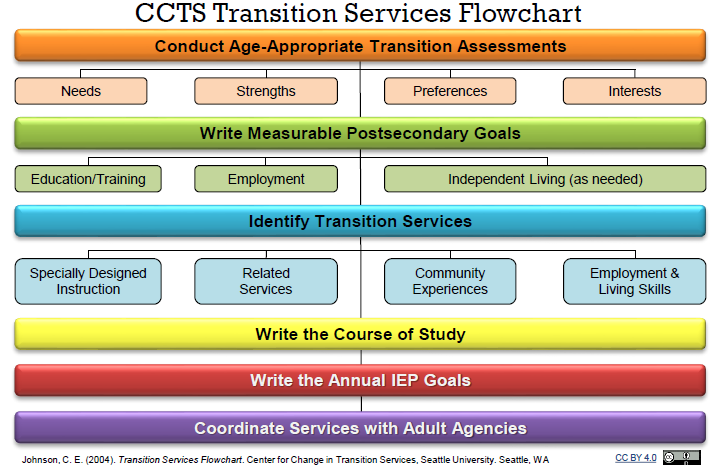 CCTS Transition Services Flowchart
Conduct Age-Appropriate Transition Assessments
Needs
Strengths
Preferences
Interests
Write Measurable Postsecondary Goals
Education/Training
Employment
Independent Living (as needed)
Identify Transition Services
Specially Designed
Instruction
Related
Services
Community
Experiences
Employment &
Living Skills
Write the Course of Study
Write the Annual IEP Goals
Coordinate Services with Adult Agencies
Johnson, C. E. (2004). Transition Services Flowchart. Center for Change in Transition Services, Seattle University. Seattle, WA
CC BY 4.0